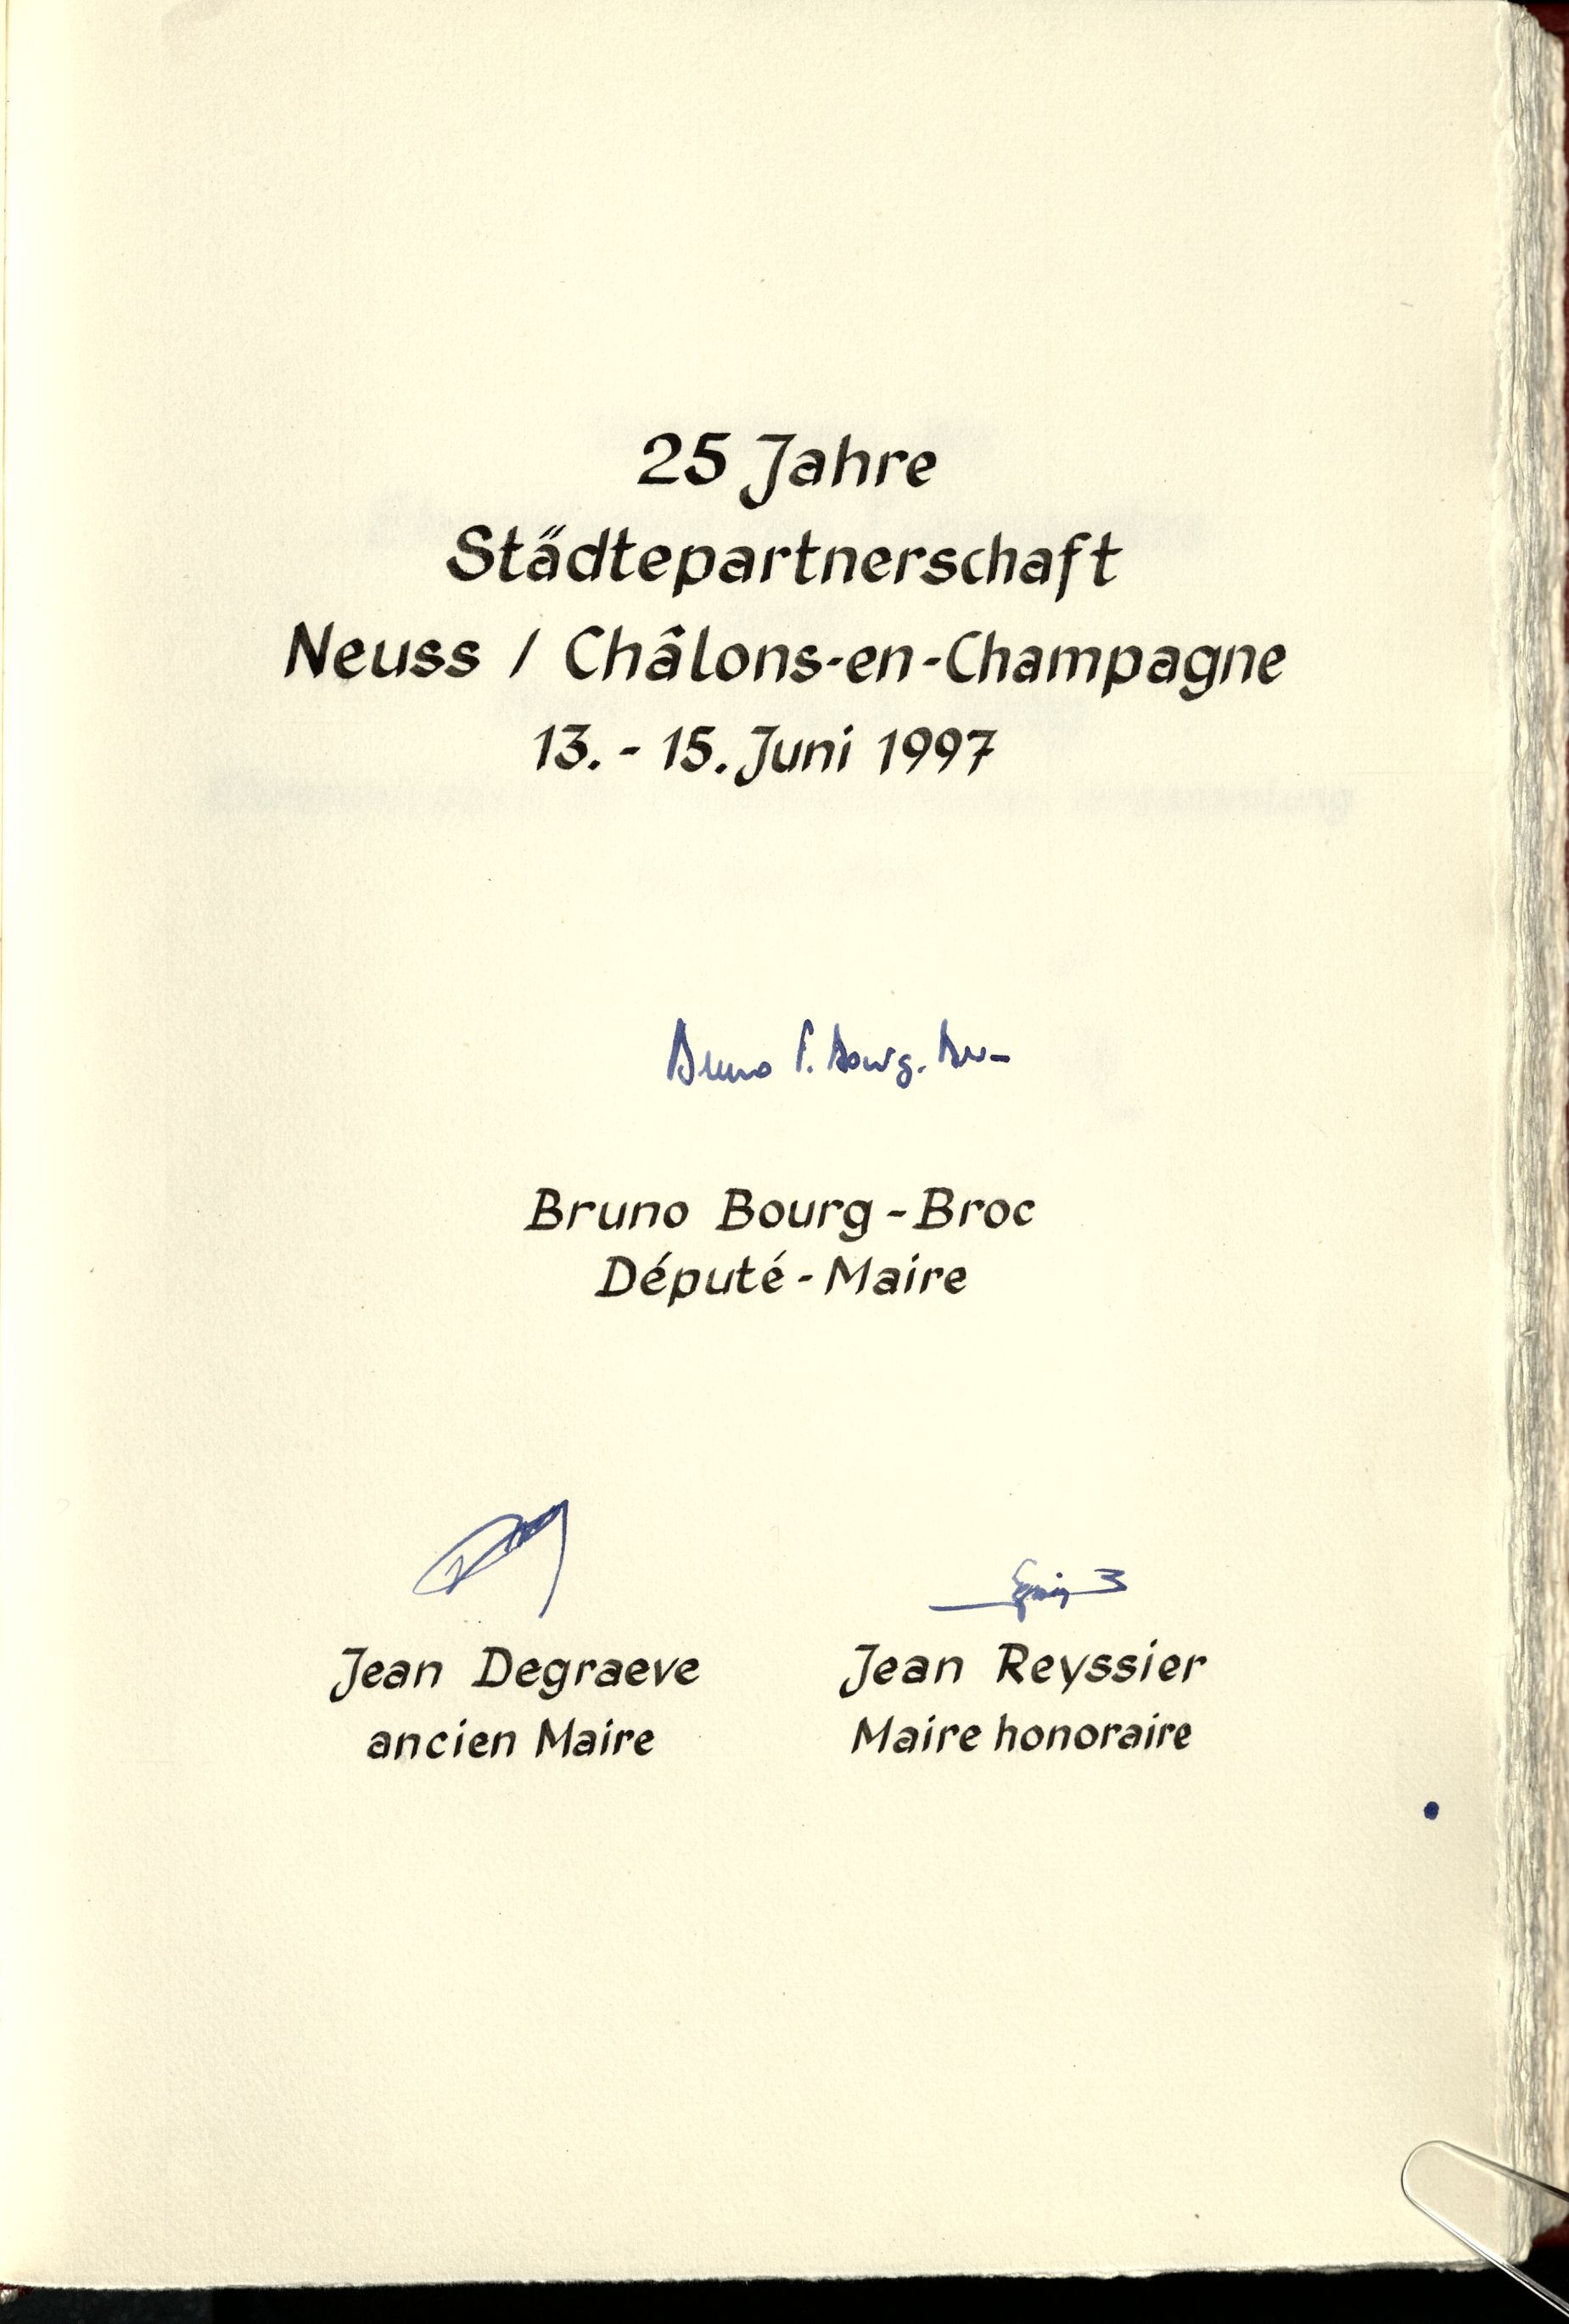 25 Jahre
Städtepartnerschaft
Neuss / Châlons-en-Champagne
13. - 15. Juni 1997
Bruno
Bruno Bourg - Broc
Député - Maire
Jean Degraeve
ancien Maire
Jean Reyssier
Maire honoraire